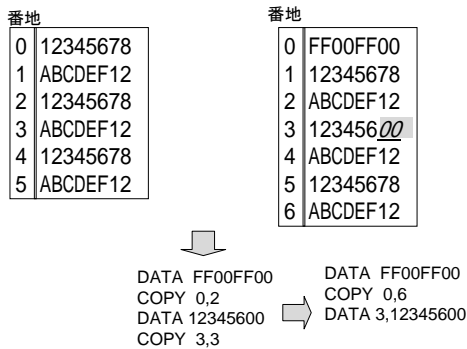 番地
0 12345678
1 ABCDEF12
2 12345678
3 ABCDEF12
4 12345678
5 ABCDEF12
番地
0 FF00FF00
1 12345678
2 ABCDEF12
3 12345600
4 ABCDEF12
5 12345678
6 ABCDEF12
DATA FF00FF00
COPY 0,2
DATA 12345600
COPY 3,3
DATA FF00FF00
COPY 0,6
DATA 3,12345600